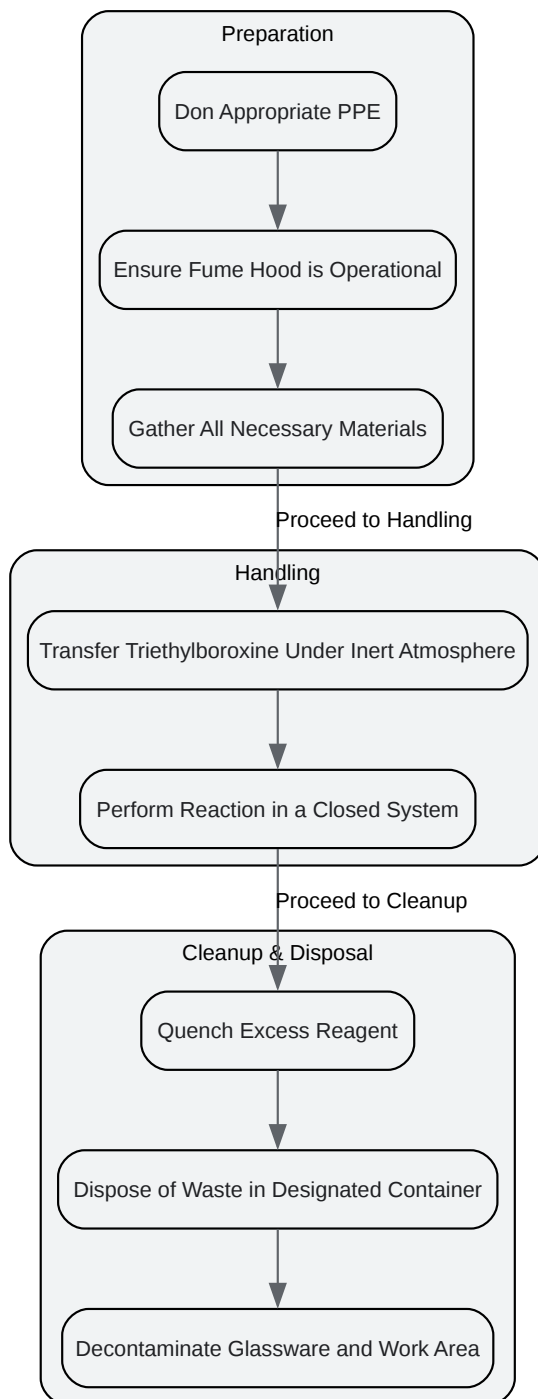 Preparation
Don Appropriate PPE
Ensure Fume Hood is Operational
Gather All Necessary Materials
Proceed to Handling
Handling
Transfer Triethylboroxine Under Inert Atmosphere
Perform Reaction in a Closed System
Proceed to Cleanup
Cleanup & Disposal
Quench Excess Reagent
Dispose of Waste in Designated Container
Decontaminate Glassware and Work Area